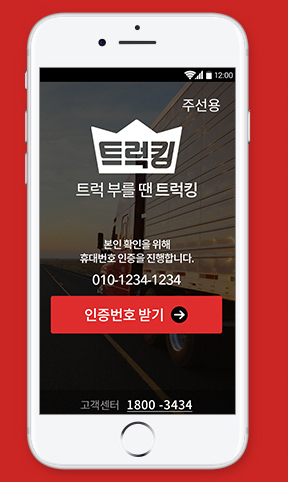 12:00
주선용
트럭킹
트럭 부를 땐 트럭킹
본인 확인을 위해
휴대번호 인증을 진행합니다.
010-1234-1234
인증번호 받기
고객센터 1800 -3434